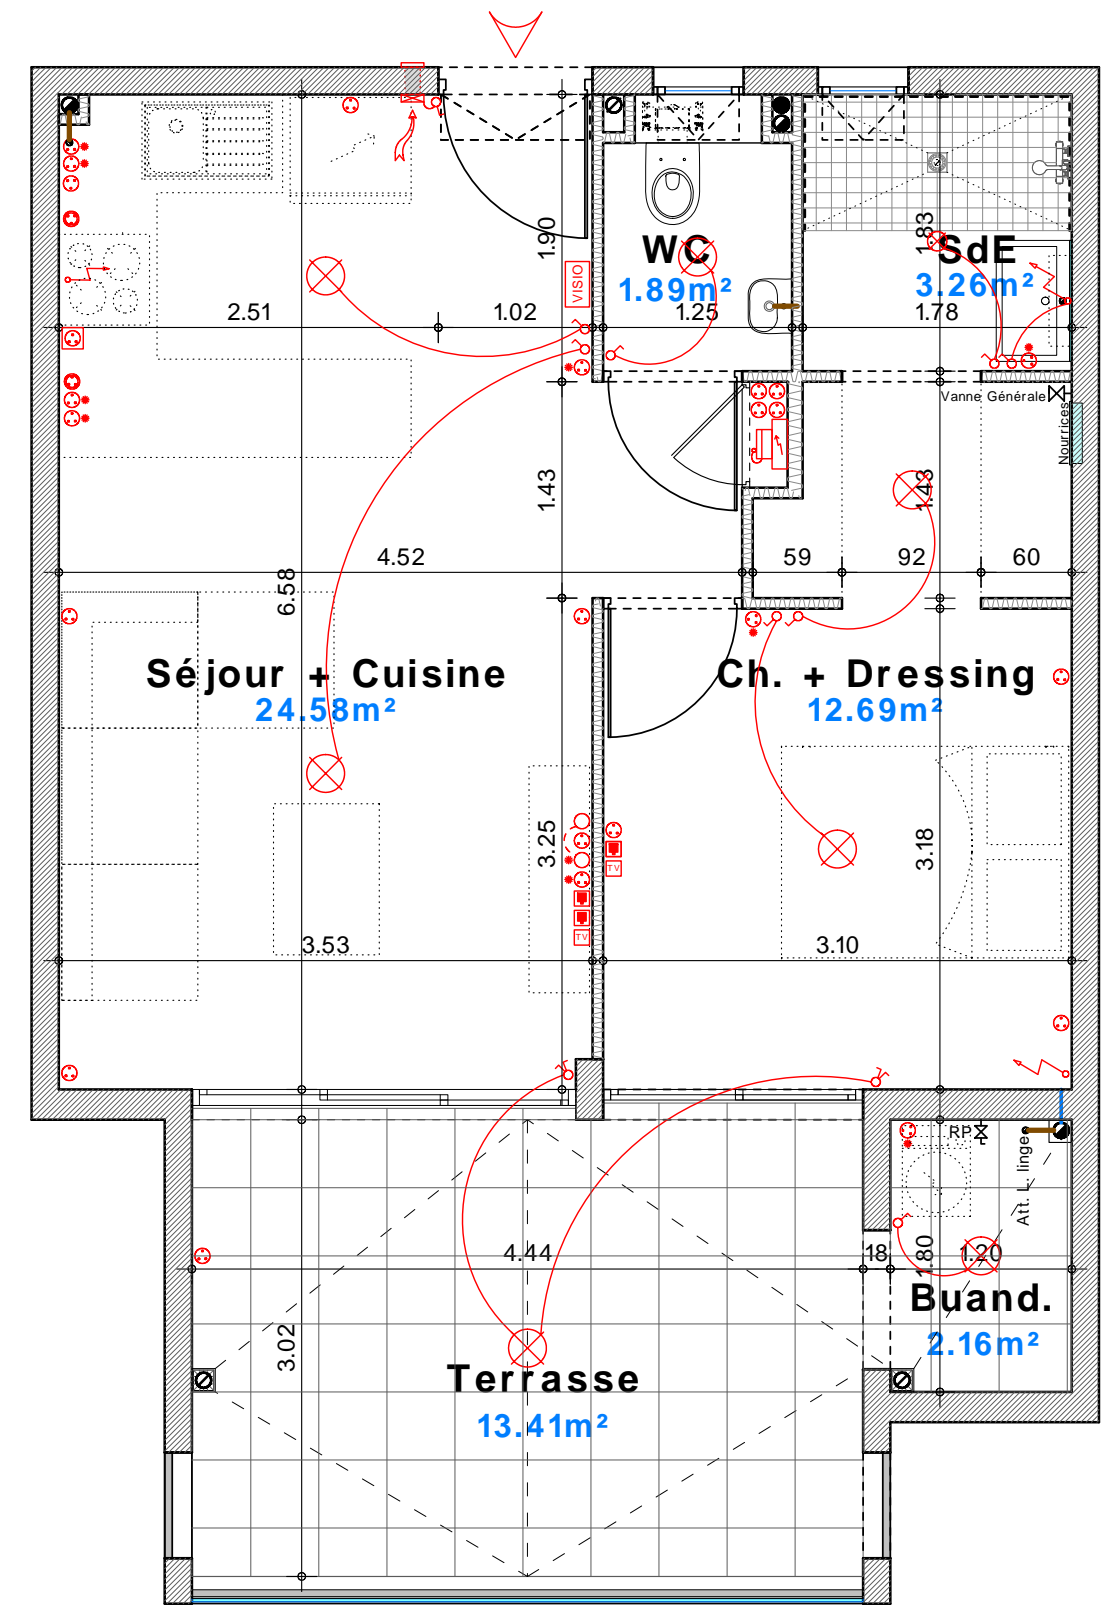 1.90
WC
1.89m²
1.83
SdE
3.26m²
VISIO
2.51
1.02
1.25
1.78
Vanne Générale
Nourrices
1.43
1.43
4.52
59
92
60
6.58
Séjour + Cuisine
24.58m²
Ch. + Dressing
12.69m²
3.25
3.18
TV
TV
3.53
3.10
RP
Att. L. linge
4.44
18
1.80
1.20
Buand.
2.16m²
3.02
Terrasse
13.41m²